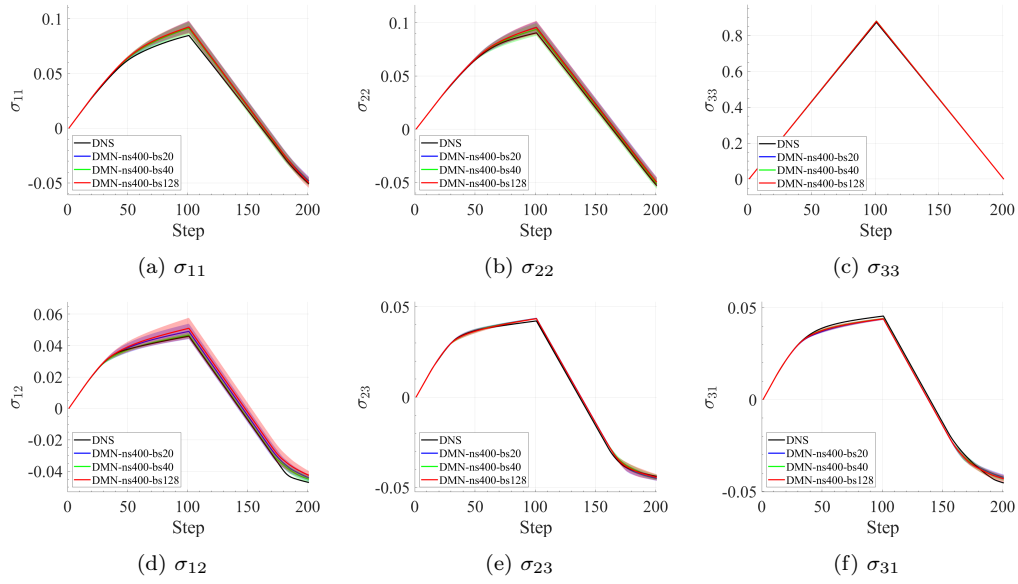 0.1
0.05
0
-0.05
σ11
0 50 100 150 200
Step
DNS
DMN-ns400-bs20
DMN-ns400-bs40
DMN-ns400-bs128
(a) σ11
0.1
0.05
0
-0.05
σ22
0 50 100 150 200
Step
DNS
DMN-ns400-bs20
DMN-ns400-bs40
DMN-ns400-bs128
(b) σ22
0.8
0.6
0.4
0.2
0
σ33
0 50 100 150 200
Step
DNS
DMN-ns400-bs20
DMN-ns400-bs40
DMN-ns400-bs128
(c) σ33
0.06
0.04
0.02
0
-0.02
-0.04
σ12
0 50 100 150 200
Step
DNS
DMN-ns400-bs20
DMN-ns400-bs40
DMN-ns400-bs128
(d) σ12
0.05
0
-0.05
σ23
0 50 100 150 200
Step
DNS
DMN-ns400-bs20
DMN-ns400-bs40
DMN-ns400-bs128
(e) σ23
0.05
0
-0.05
σ31
0 50 100 150 200
Step
DNS
DMN-ns400-bs20
DMN-ns400-bs40
DMN-ns400-bs128
(f) σ31